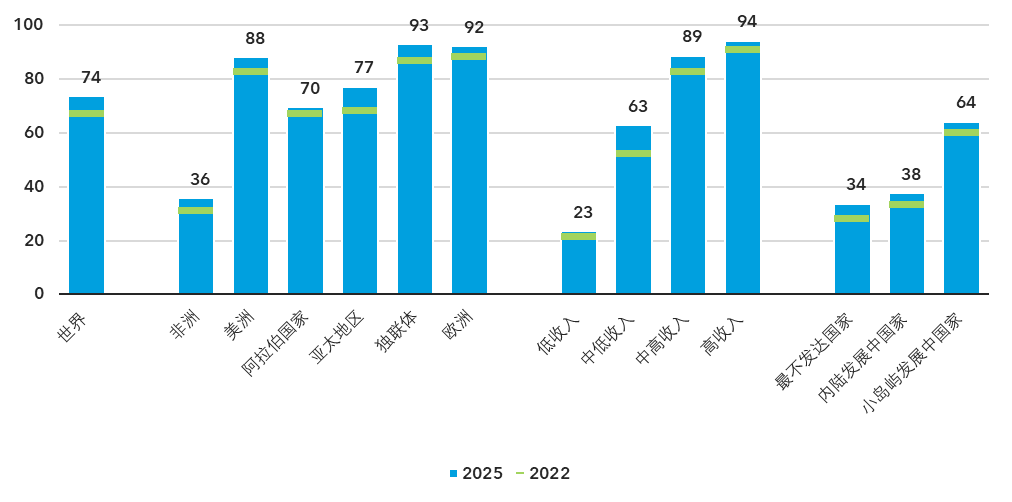 100
80
60
40
20
0
74
36
88
70
77
93
92
23
63
89
94
34
38
64
世界
非洲
美洲
阿拉伯国家
亚太地区
独联体
欧洲
低收入
中低收入
中高收入
高收入
最不发达国家
内陆发展中国家
小岛屿发展中国家
2025 2022